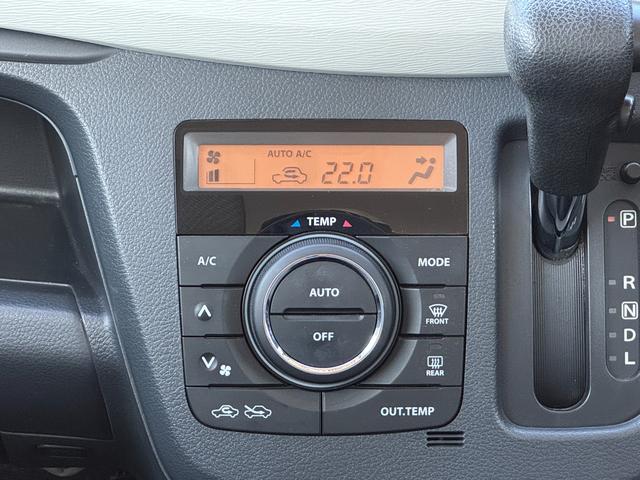 AUTO A/C
22.0
TEMP
A/C
MODE
AUTO
OFF
FRONT
REAR
OUT.TEMP
P
R
N
D
L